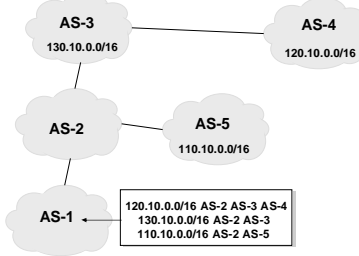 AS-3
130.10.0.0/16
AS-4
120.10.0.0/16
AS-2
AS-5
110.10.0.0/16
AS-1
120.10.0.0/16 AS-2 AS-3 AS-4
130.10.0.0/16 AS-2 AS-3
110.10.0.0/16 AS-2 AS-5